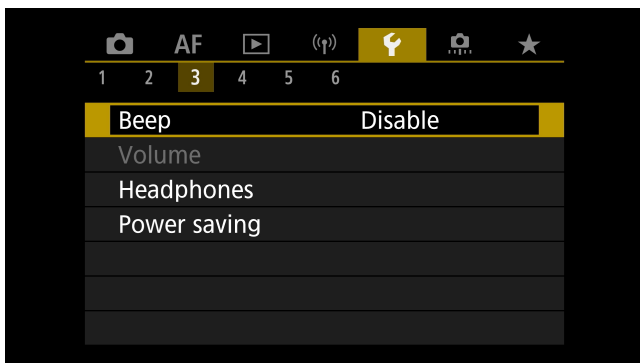 AF
1 2 3 4 5 6
Beep Disable
Volume
Headphones
Power saving